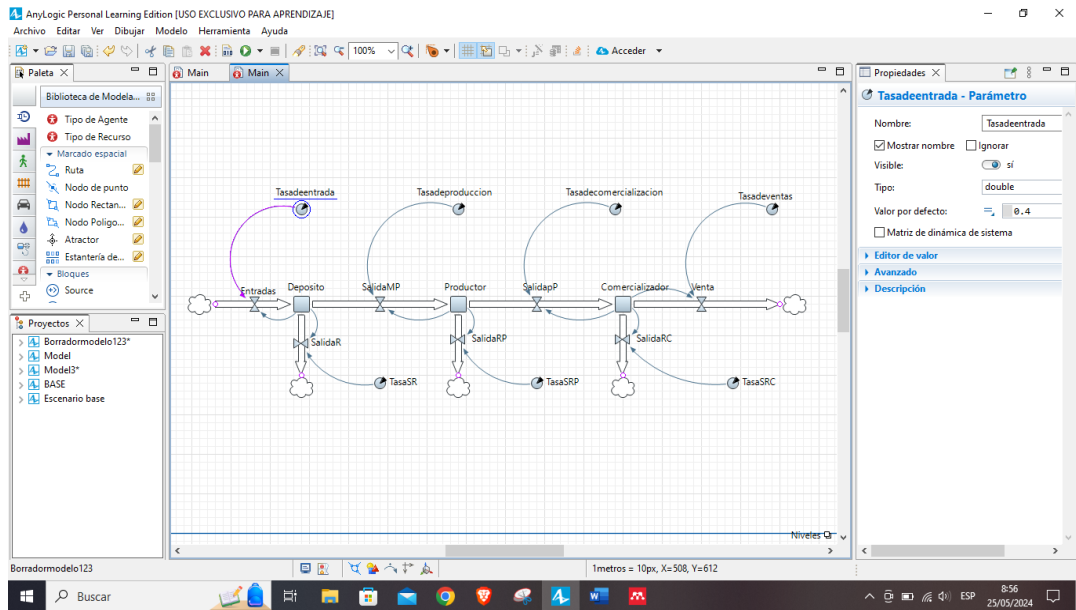 AnyLogic Personal Learning Edition [USO EXCLUSIVO PARA APRENDIZAJE]
Archivo Editar Ver Dibujar Modelo Herramienta Ayuda
100% Acceder
Paleta
Main
Main
Propiedades
Biblioteca de Modela...
Tipo de Agente
Tipo de Recurso
Marcado espacial
Ruta
Nodo de punto
Nodo Rectan...
Nodo Poligo...
Atractor
Estantería de...
Bloques
Source
Proyectos
Borradormodelo123*
Model
Model3*
BASE
Escenario base
Tasadeentrada
Tasadeproduccion
Tasadecomercializacion
Tasadeventas
Entradas
Deposito
SalidaMP
Productor
SalidapP
Comercializador
Venta
SalidaR
SalidaRP
SalidaRC
TasaSR
TasaSRP
TasaSRC
Niveles
Tasadeentrada - Parámetro
Nombre: Tasadeentrada
Mostrar nombre Ignorar
Visible: sí
Tipo: double
Valor por defecto: 0.4
Matriz de dinámica de sistema
Editor de valor
Avanzado
Descripción
Borradormodelo123
1metros = 10px, X=508, Y=612
Buscar
ESP
8:56
25/05/2024